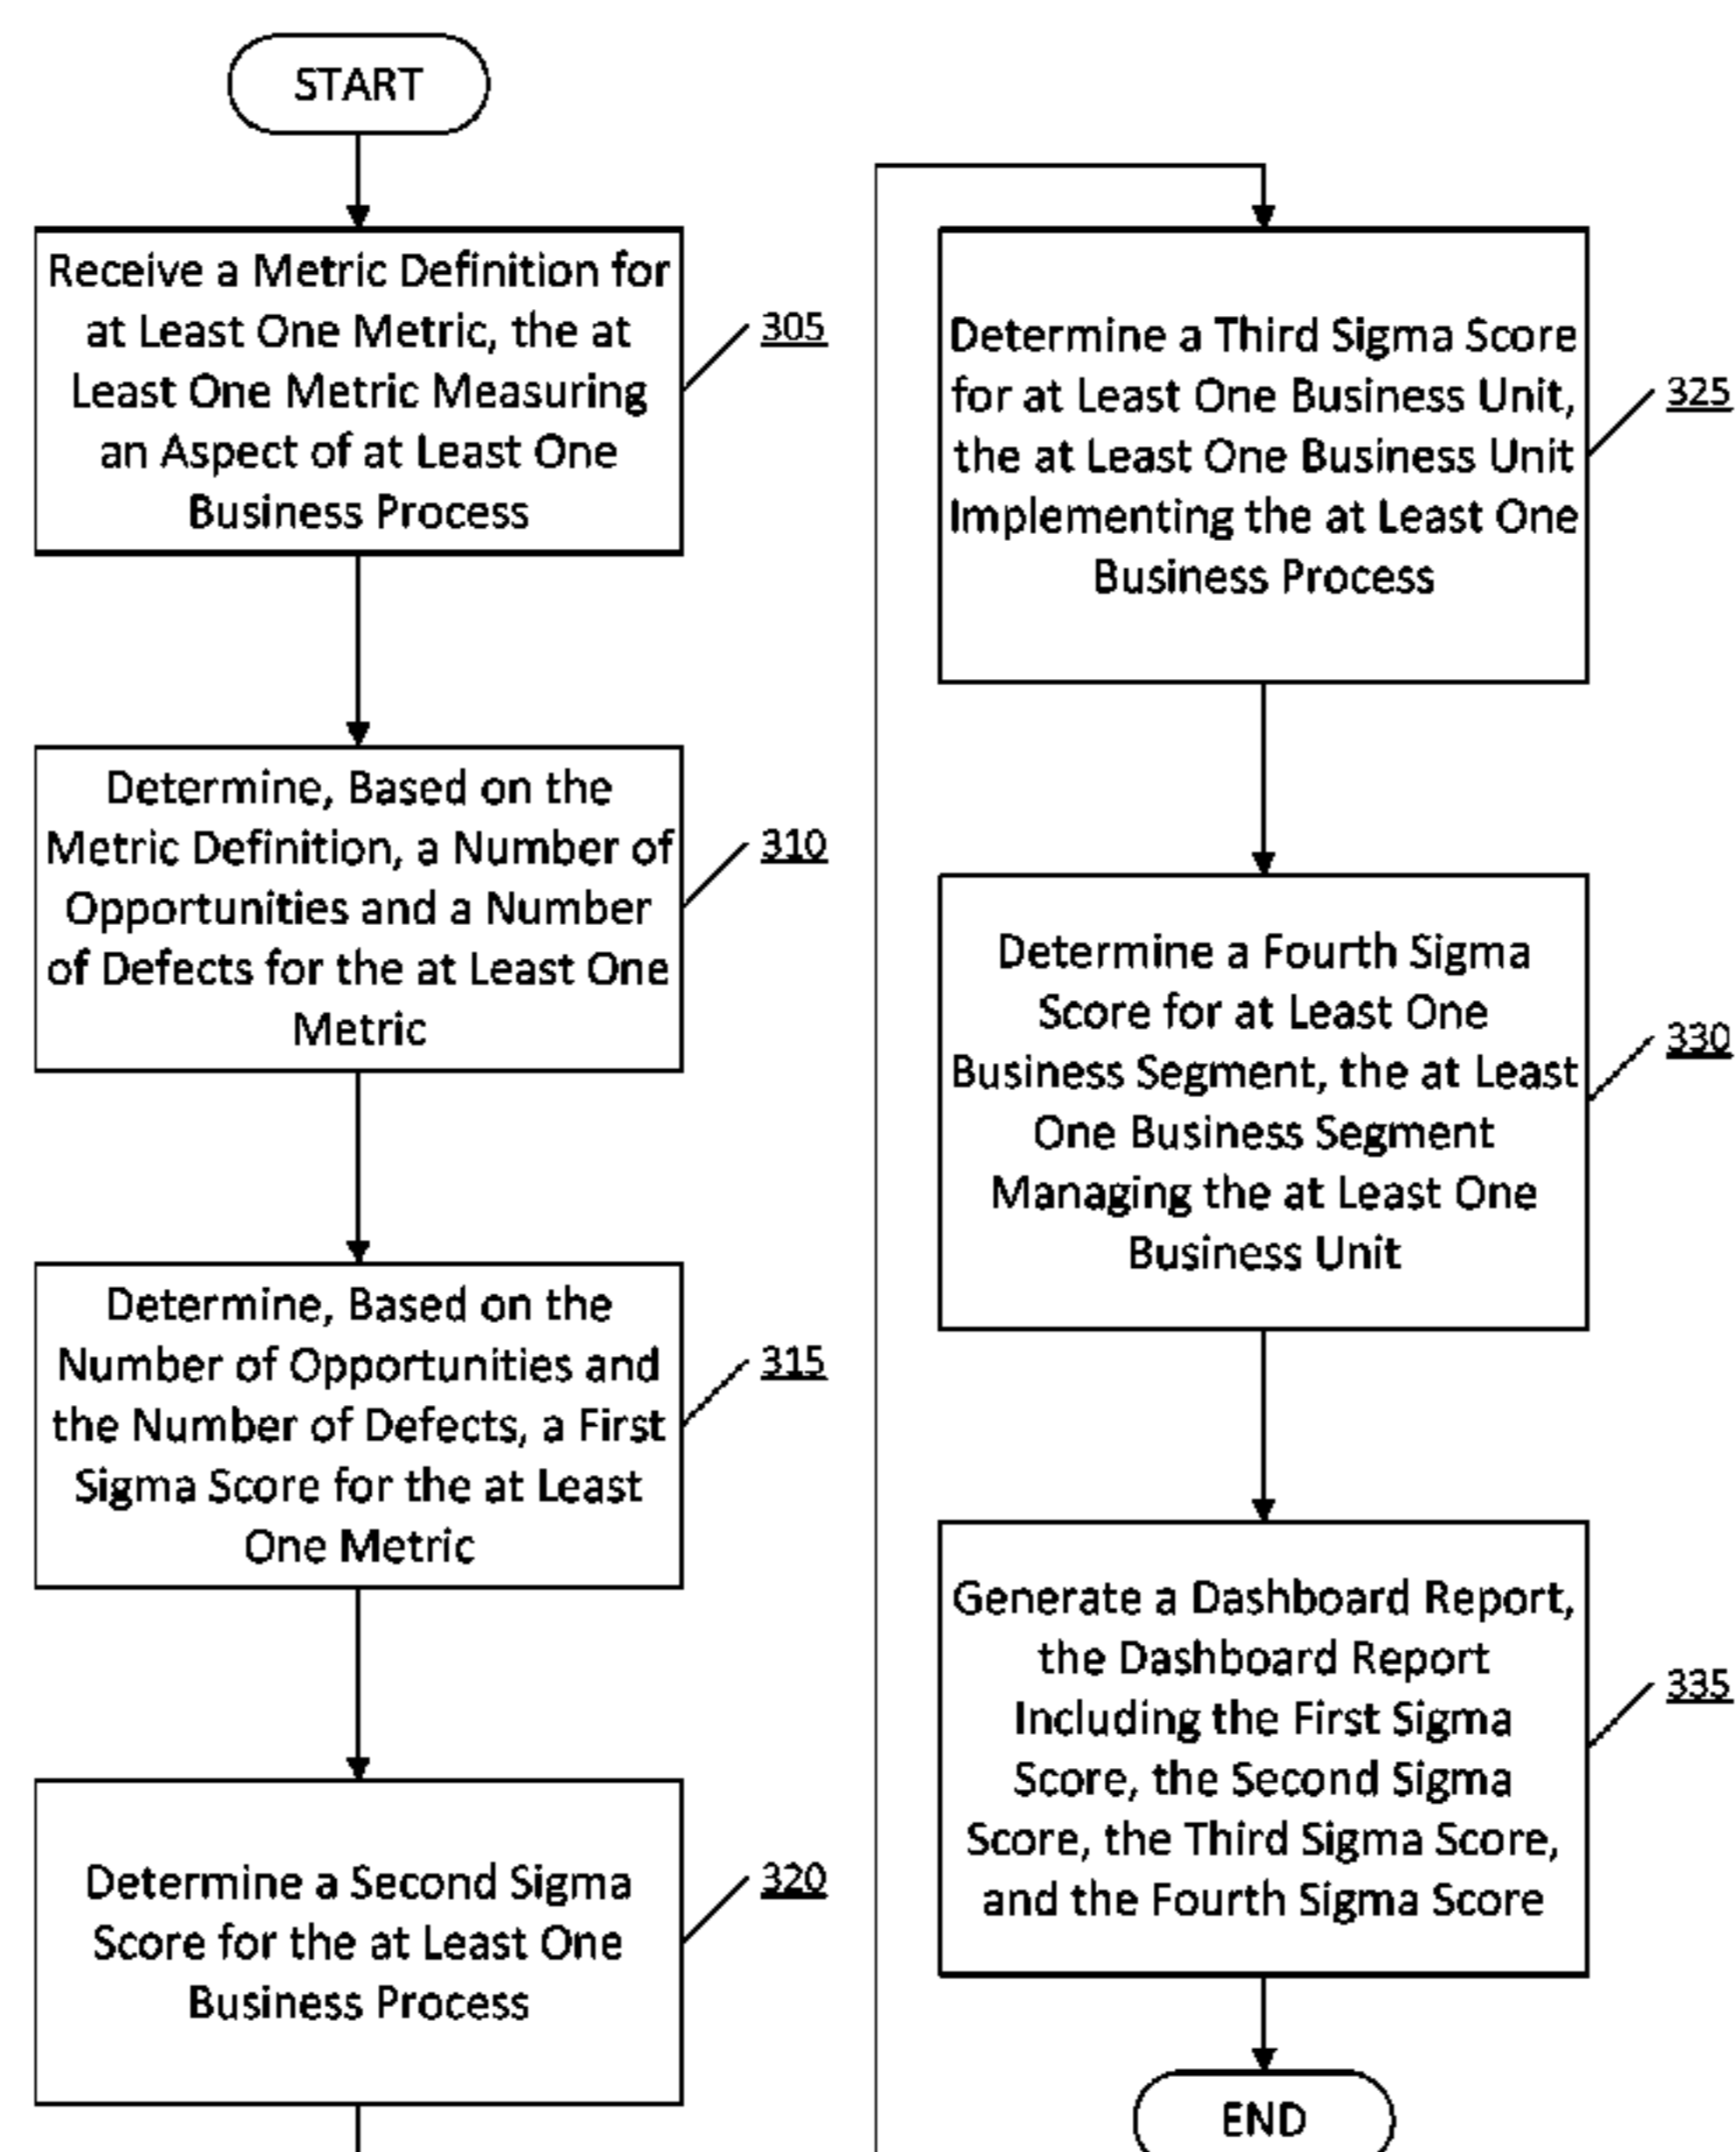 START
Receive a Metric Definition for
at Least One Metric, the at
Least One Metric Measuring
an Aspect of at Least One
Business Process
305
Determine, Based on the
Metric Definition, a Number of
Opportunities and a Number
of Defects for the at Least One
Metric
310
Determine, Based on the
Number of Opportunities and
the Number of Defects, a First
Sigma Score for the at Least
One Metric
315
Determine a Second Sigma
Score for the at Least One
Business Process
320
Determine a Third Sigma Score
for at Least One Business Unit,
the at Least One Business Unit
Implementing the at Least One
Business Process
325
Determine a Fourth Sigma
Score for at Least One
Business Segment, the at Least
One Business Segment
Managing the at Least One
Business Unit
330
Generate a Dashboard Report,
the Dashboard Report
Including the First Sigma
Score, the Second Sigma
Score, the Third Sigma Score,
and the Fourth Sigma Score
335
END